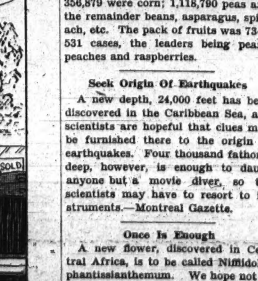 356,879 were corn; 1,118,790 peas a
the remainder beans, asparagus, spi
ach, etc. The pack of fruits was 73
531 cases, the leaders being pea
peaches and raspberries.
Seek Origin Of Earthquakes
A new depth, 24,000 feet has be
discovered in the Caribbean Sea, a
scientists are hopeful that clues m
be furnished there to the origin
earthquakes. Four thousand fathom
deep, however, is enough to dau
anyone but a movie diver, so t
scientists may have to resort to i
struments.—Montreal Gazette.
SOLD
Once Is Enough
A new flower, discovered in Ce
tral Africa, is to be called
phantissianthemum. We hope not